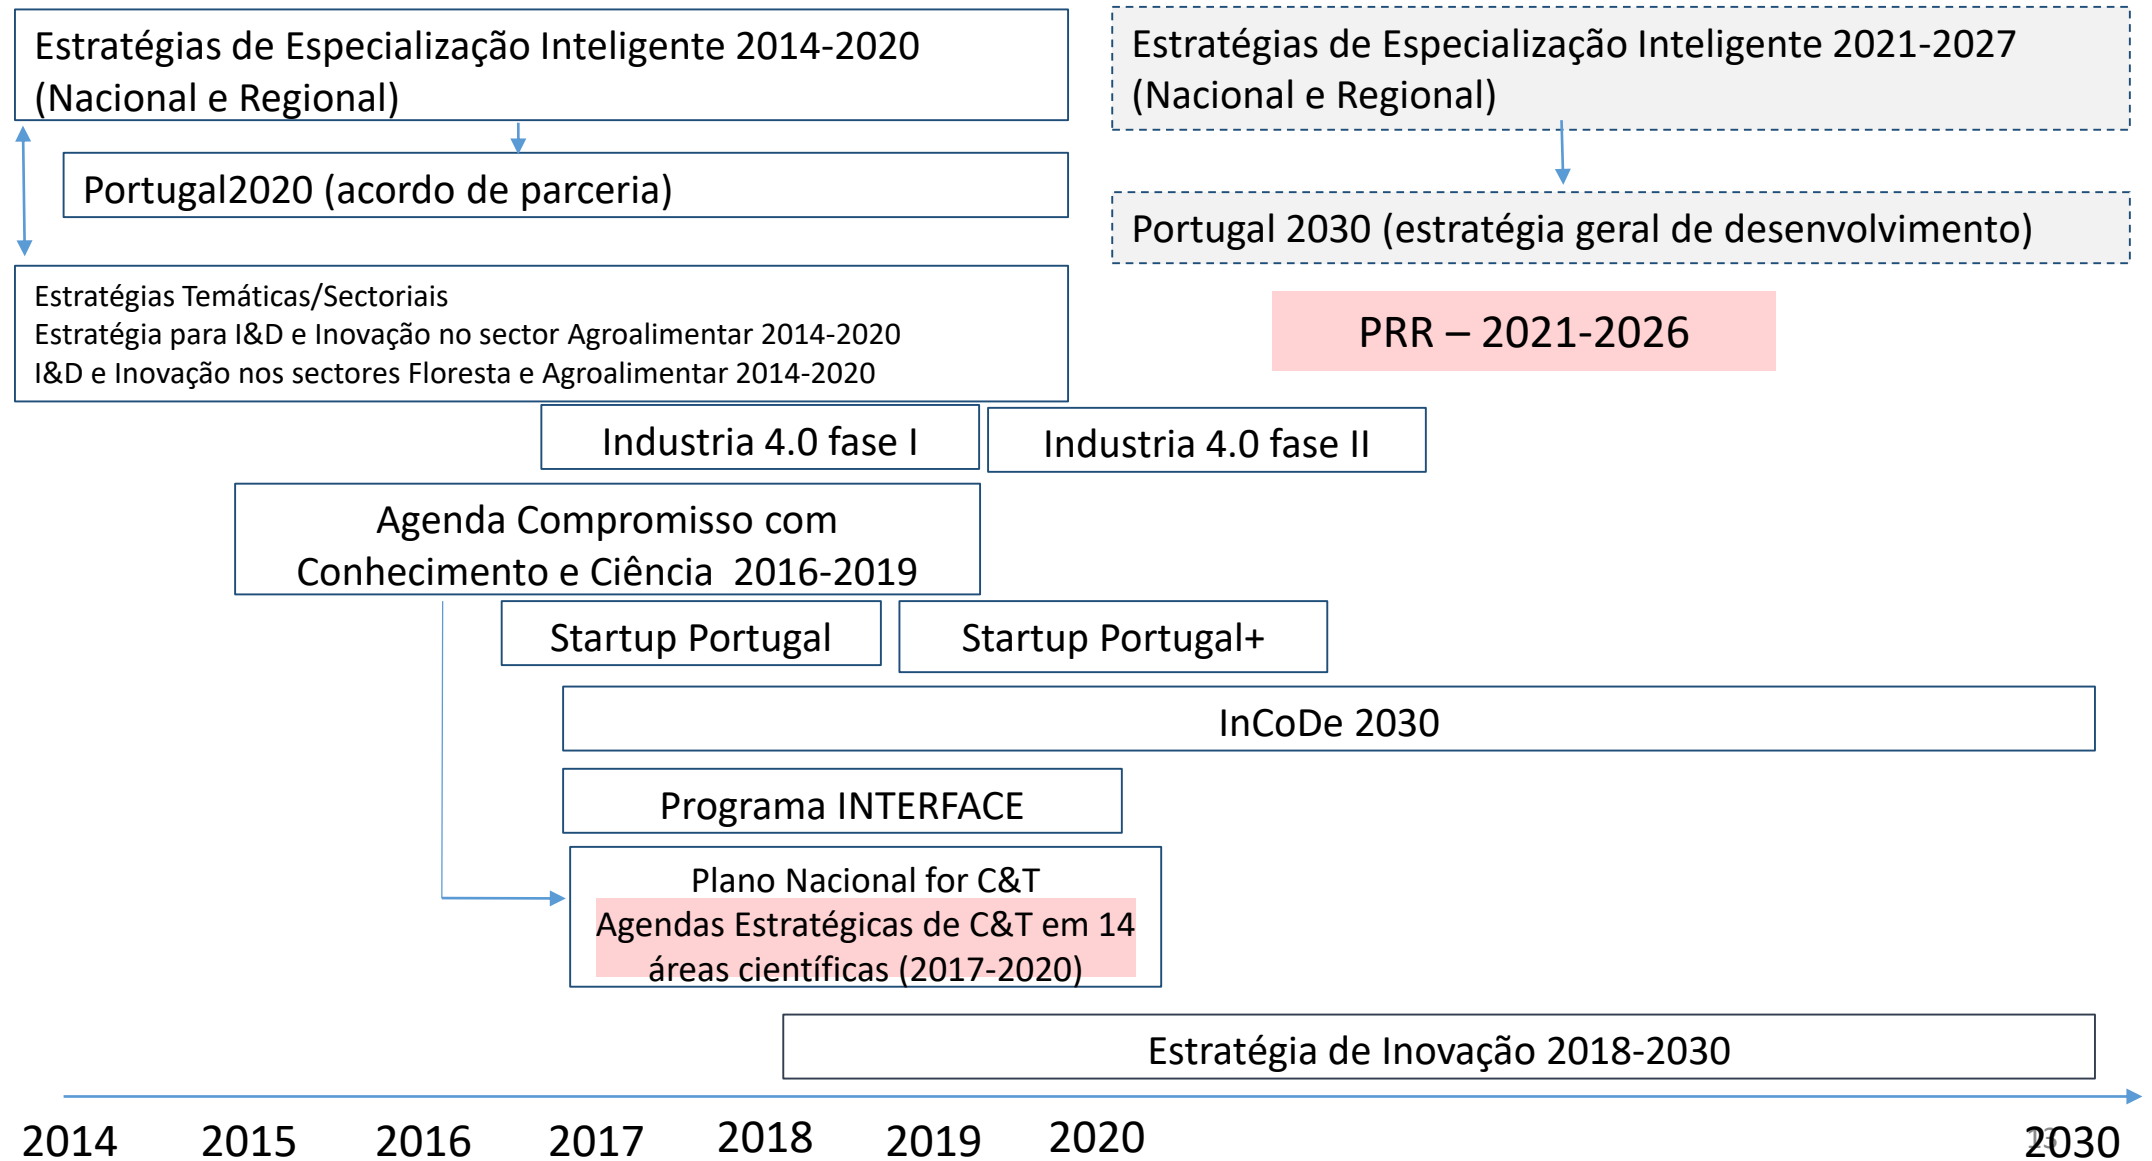 Estratégias de Especialização Inteligente 2014-2020
(Nacional e Regional)
Estratégias de Especialização Inteligente 2021-2027
(Nacional e Regional)
Portugal2020 (acordo de parceria)
Portugal 2030 (estratégia geral de desenvolvimento)
Estratégias Temáticas/Sectoriais
Estratégia para I&D e Inovação no sector Agroalimentar 2014-2020
I&D e Inovação nos sectores Floresta e Agroalimentar 2014-2020
PRR – 2021-2026
Industria 4.0 fase I
Industria 4.0 fase II
Agenda Compromisso com
Conhecimento e Ciência 2016-2019
Startup Portugal
Startup Portugal+
InCoDe 2030
Programa INTERFACE
Plano Nacional for C&T
Agendas Estratégicas de C&T em 14
áreas científicas (2017-2020)
Estratégia de Inovação 2018-2030
2014
2015
2016
2017
2018
2019
2020
2030
13